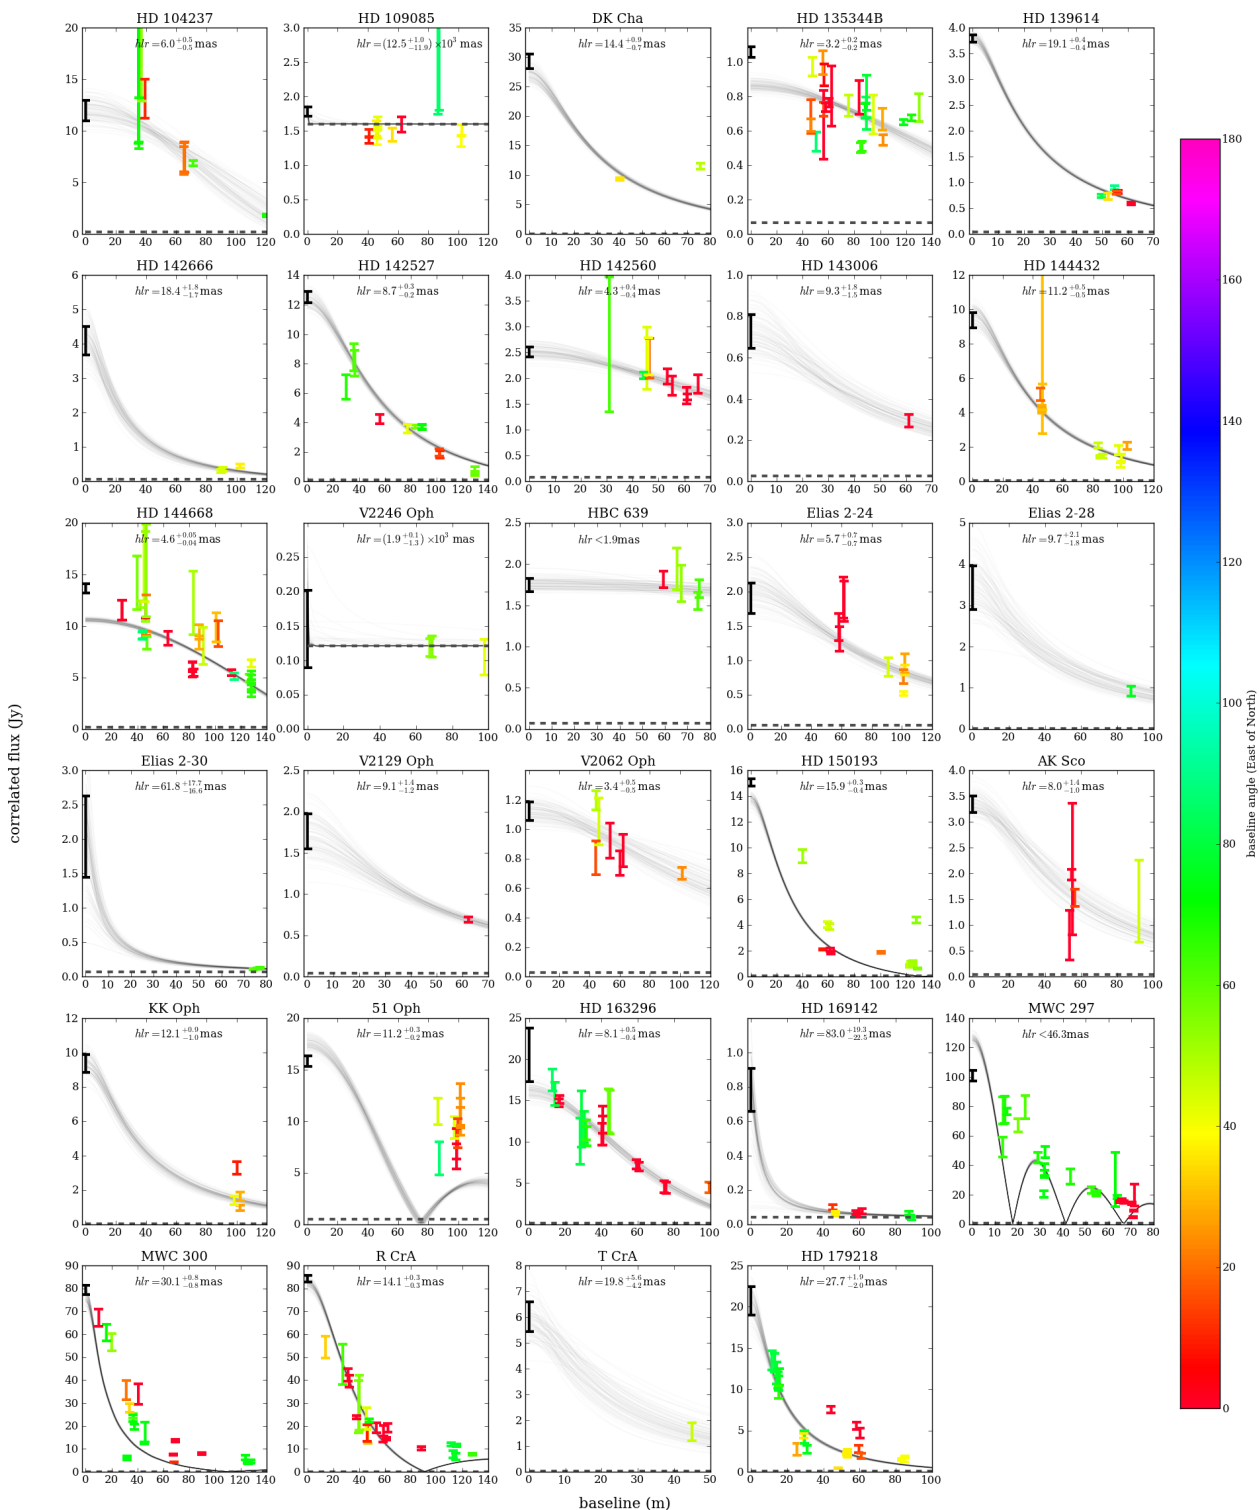 HD 104237
HD 109085
DK Cha
HD 135344B
HD 139614
hlr=6.0 +0.5 −0.5 mas
hlr=(12.5 +1.0 −11.9)×10³ mas
hlr=14.4 +0.9 −0.7 mas
hlr=3.2 +0.2 −0.2 mas
hlr=19.1 +0.4 −0.4 mas
HD 142666
HD 142527
HD 142560
HD 143006
HD 144432
hlr=18.4 +1.8 −1.7 mas
hlr=8.7 +0.3 −0.2 mas
hlr=4.3 +0.4 −0.4 mas
hlr=9.3 +1.8 −1.5 mas
hlr=11.2 +0.5 −0.5 mas
HD 144668
V2246 Oph
HBC 639
Elias 2-24
Elias 2-28
hlr=4.6 +0.05 −0.04 mas
hlr=(1.9 +0.1 −1.3)×10³ mas
hlr<1.9mas
hlr=5.7 +0.7 −0.7 mas
hlr=9.7 +2.1 −1.8 mas
Elias 2-30
V2129 Oph
V2062 Oph
HD 150193
AK Sco
hlr=61.8 +17.7 −16.6 mas
hlr=9.1 +1.4 −1.2 mas
hlr=3.4 +0.5 −0.5 mas
hlr=15.9 +0.3 −0.4 mas
hlr=8.0 +1.4 −1.0 mas
KK Oph
51 Oph
HD 163296
HD 169142
MWC 297
hlr=12.1 +0.9 −1.0 mas
hlr=11.2 +0.3 −0.2 mas
hlr=8.1 +0.5 −0.4 mas
hlr=83.0 +19.3 −22.5 mas
hlr<46.3mas
MWC 300
R CrA
T CrA
HD 179218
hlr=30.1 +0.8 −0.8 mas
hlr=14.1 +0.3 −0.3 mas
hlr=19.8 +5.6 −4.2 mas
hlr=27.7 +1.9 −2.0 mas
correlated flux (Jy)
baseline (m)
baseline angle (East of North)
180
160
140
120
100
80
60
40
20
0